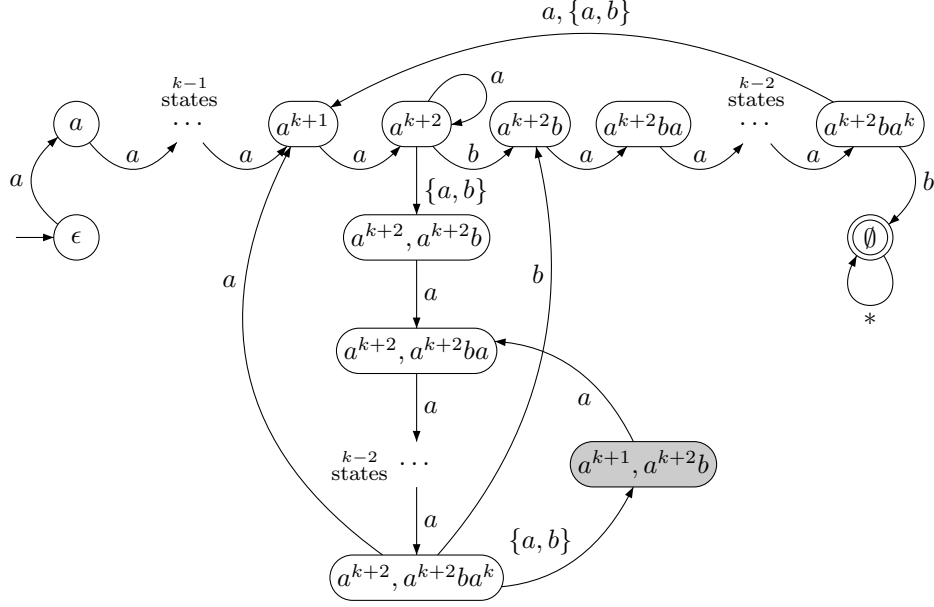 a, {a, b}
k−1
states
· · ·
a
a^{k+1}
a^{k+2}
a
a^{k+2}b
a^{k+2}ba
k−2
states
· · ·
a^{k+2}ba^k
a
a
a
b
a
a
a
a
{a, b}
b
ϵ
a^{k+2}, a^{k+2}b
∅
a
a
b
*
a^{k+2}, a^{k+2}ba
a
a
k−2
states
· · ·
a^{k+1}, a^{k+2}b
a
{a, b}
a^{k+2}, a^{k+2}ba^k